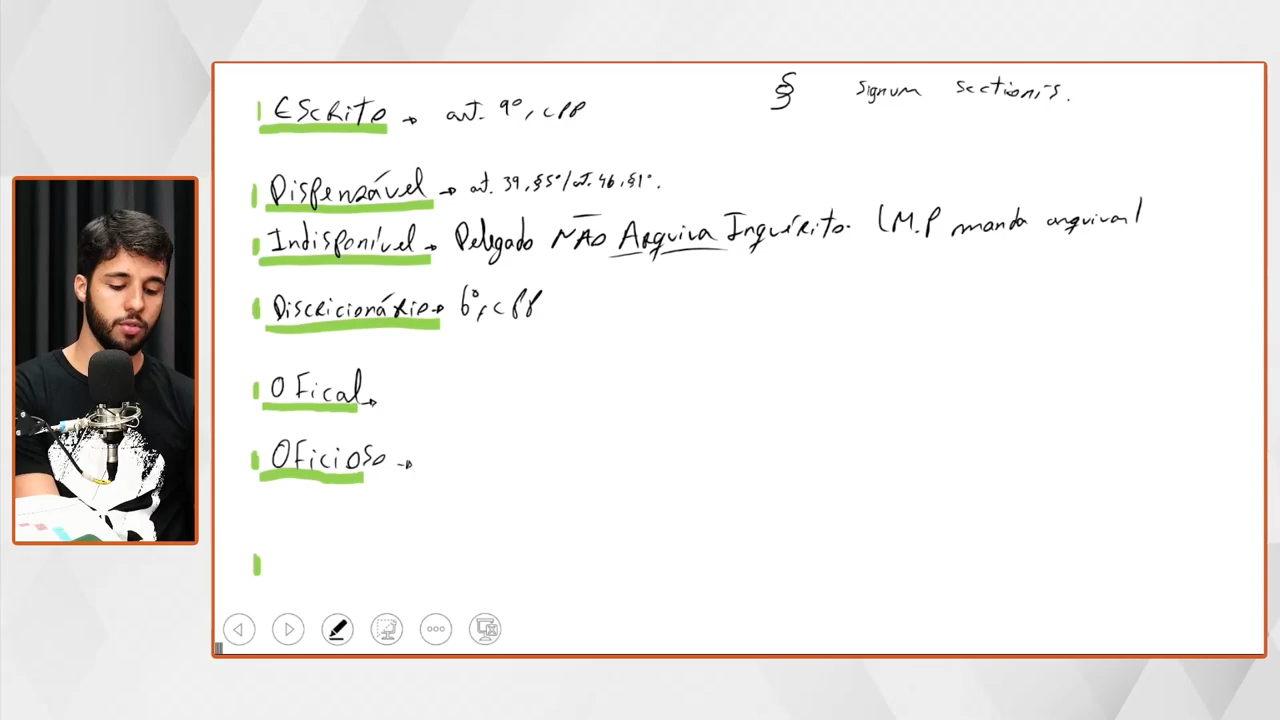 § signum sectionis.
Escrito → art. 9º, CPP
Dispensável → art. 39, §5º / art. 46, §1º.
Indisponível → Delegado NÃO Arquiva Inquérito. (M.P manda arquivar)
Discricionário → 6º, CPP
Ofical →
Oficioso →